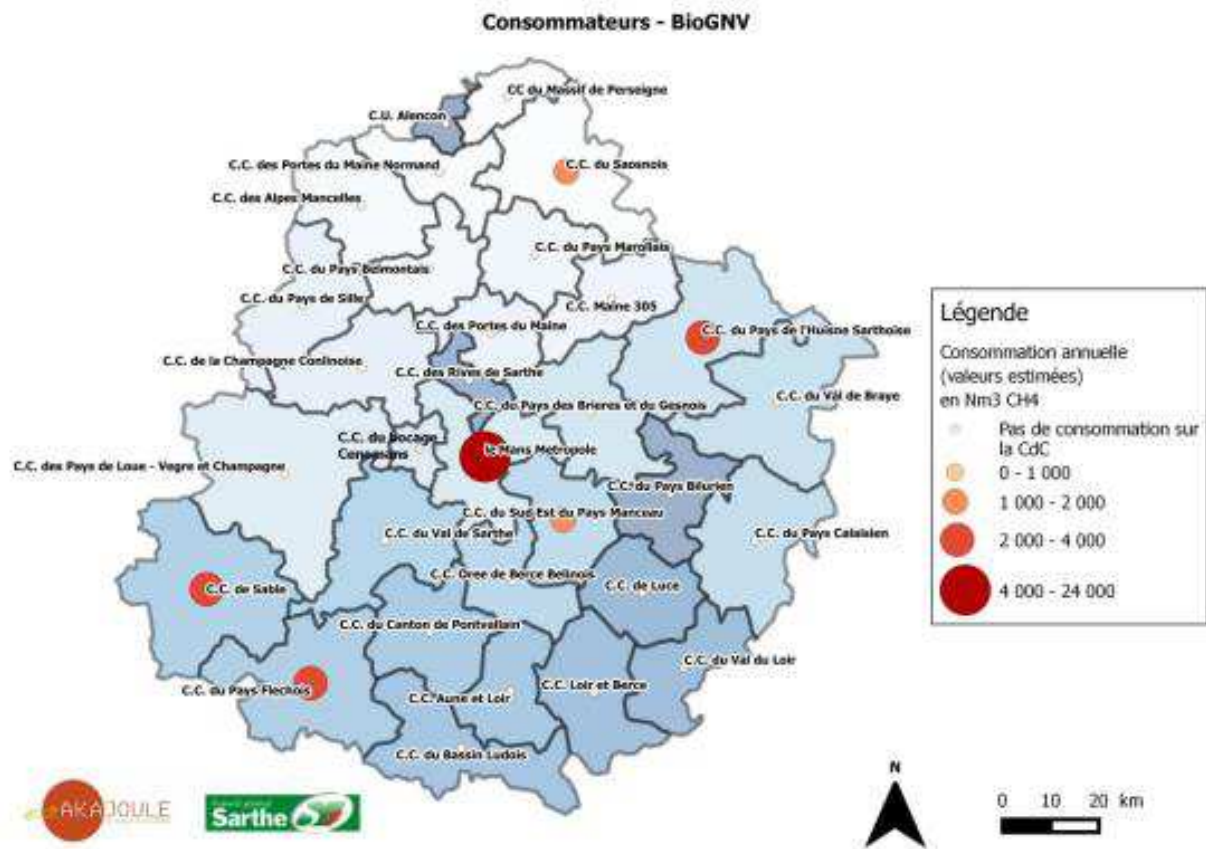 Consommateurs - BioGNV
CC du Massif de Perseigne
C.U. Alencon
C.C. des Portes du Maine Normand
C.C. du Saosnois
C.C. des Alpes Mancelles
C.C. du Pays Marollais
C.C. du Pays Belmontais
C.C. du Pays de Sille
C.C. Maine 305
C.C. des Portes du Maine
C.C. du Pays de l'Huisne Sarthoise
C.C. de la Champagne Conlinoise
C.C. des Rives de Sarthe
C.C. du Val de Braye
C.C. du Pays des Brieres et du Gesnois
C.C. du Bocage
Cenomans
le Mans Metropole
C.C. des Pays de Loue - Vegre et Champagne
C.C. du Pays Bilurien
C.C. du Sud Est du Pays Manceau
C.C. du Val de Sarthe
C.C. du Pays Calaisien
C.C. Oree de Berce Belinois
C.C. de Sable
C.C. de Luce
C.C. du Canton de Pontvallain
C.C. du Val du Loir
C.C. du Pays Flechois
C.C. Aune et Loir
C.C. Loir et Berce
C.C. du Bassin Ludois
Légende
Consommation annuelle
(valeurs estimées)
en Nm3 CH4
Pas de consommation sur
la CdC
0 - 1 000
1 000 - 2 000
2 000 - 4 000
4 000 - 24 000
AKAJOULE
Sarthe
N
0 10 20 km